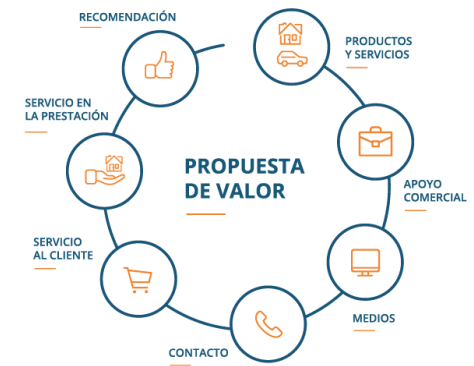 RECOMENDACIÓN
PRODUCTOS
Y SERVICIOS
SERVICIO EN
LA PRESTACIÓN
PROPUESTA
DE VALOR
APOYO
COMERCIAL
SERVICIO
AL CLIENTE
MEDIOS
CONTACTO